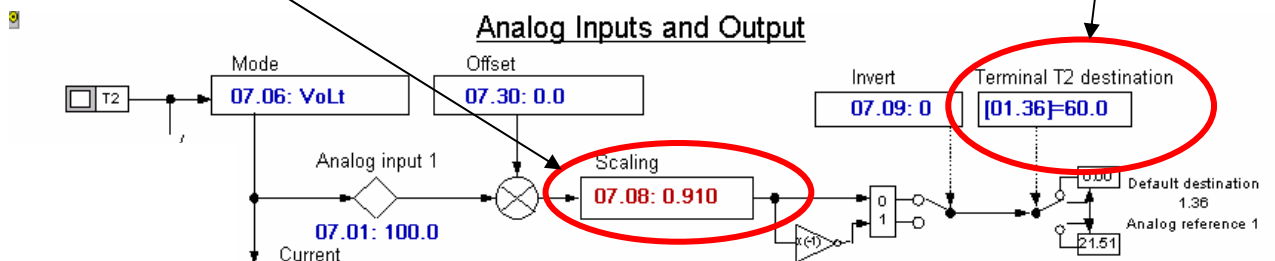 Analog Inputs and Output
Mode
Offset
Invert
Terminal T2 destination
T2
07.06: VoLt
07.30: 0.0
07.09: 0
[01.36]=60.0
Analog input 1
Scaling
07.08: 0.910
0
1
0.00
Default destination
1.36
Analog reference 1
07.01: 100.0
x(-1)
21.51
Current